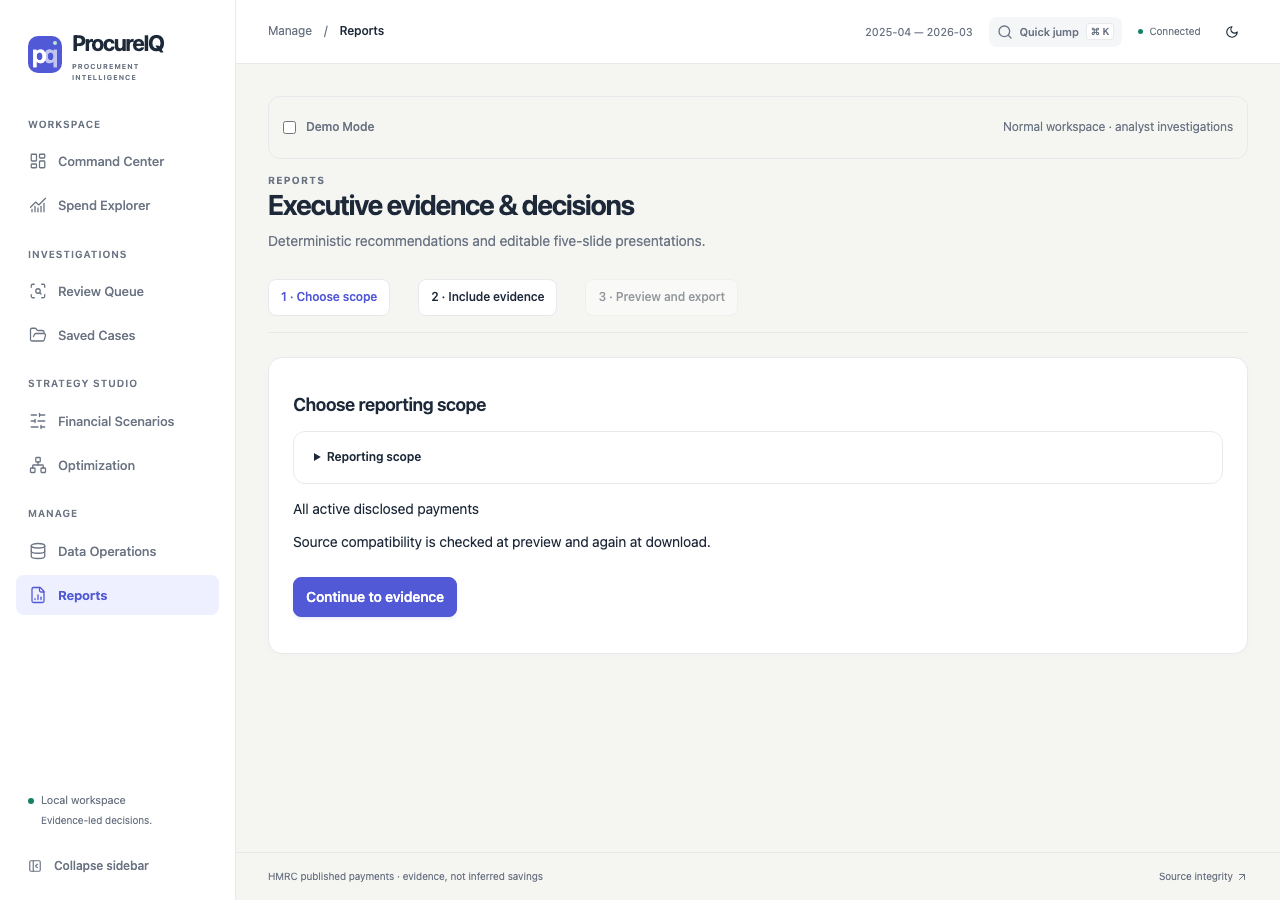 pq
ProcureIQ
PROCUREMENT
INTELLIGENCE
WORKSPACE
Command Center
Spend Explorer
INVESTIGATIONS
Review Queue
Saved Cases
STRATEGY STUDIO
Financial Scenarios
Optimization
MANAGE
Data Operations
Reports
Local workspace
Evidence-led decisions.
Collapse sidebar
Manage / Reports
2025-04 — 2026-03
Quick jump ⌘ K
Connected
Demo Mode
Normal workspace · analyst investigations
REPORTS
Executive evidence & decisions
Deterministic recommendations and editable five-slide presentations.
1 · Choose scope
2 · Include evidence
3 · Preview and export
Choose reporting scope
Reporting scope
All active disclosed payments
Source compatibility is checked at preview and again at download.
Continue to evidence
HMRC published payments · evidence, not inferred savings
Source integrity